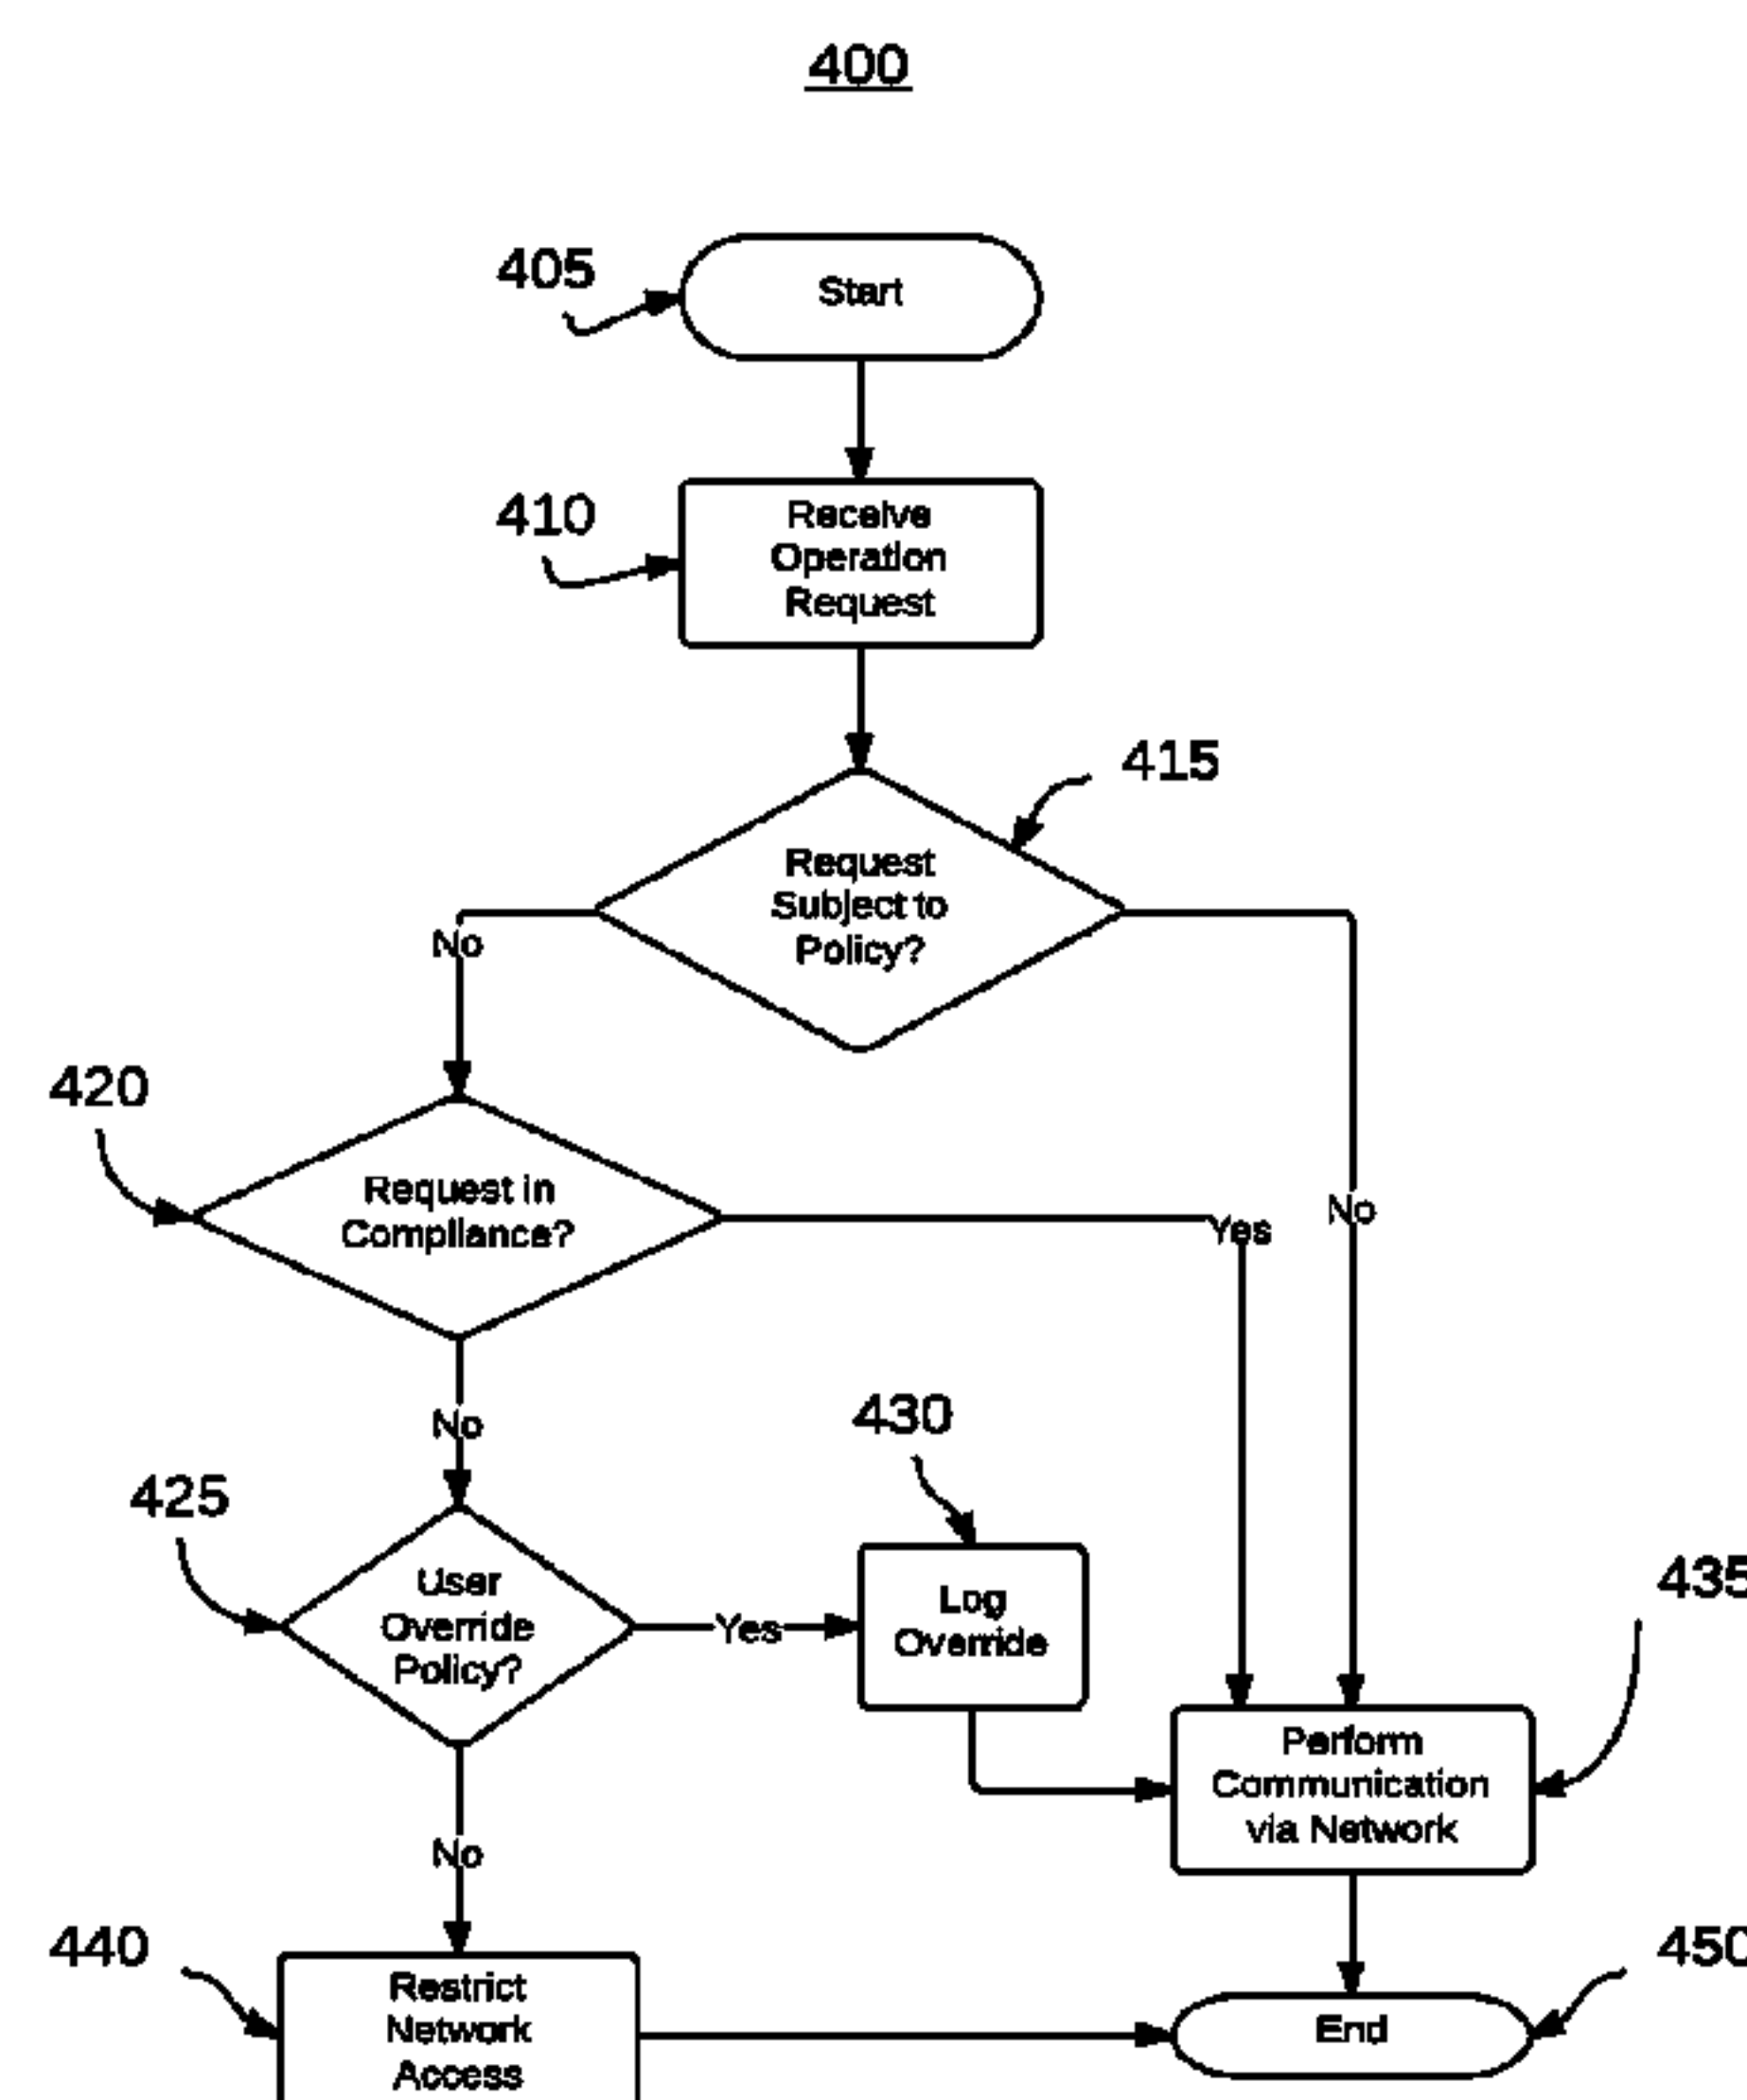 400
405
Start
410
Receive
Operation
Request
415
Request
Subject to
Policy?
No
420
Request in
Compliance?
Yes
No
No
430
425
User
Override
Policy?
Yes
Log
Override
435
Perform
Communication
via Network
No
440
450
Restrict
Network
Access
End